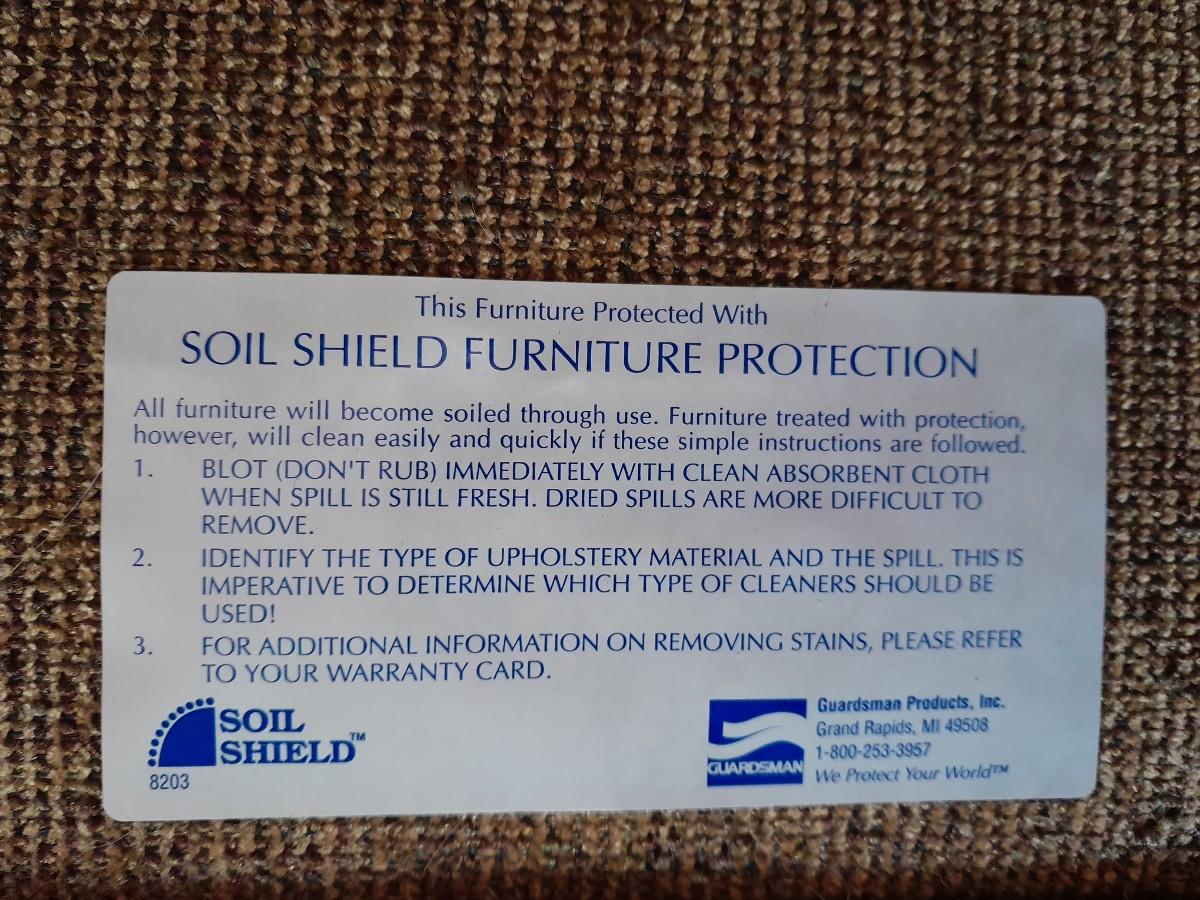 This Furniture Protected With
SOIL SHIELD FURNITURE PROTECTION
All furniture will become soiled through use. Furniture treated with protection,
however, will clean easily and quickly if these simple instructions are followed.
1. BLOT (DON'T RUB) IMMEDIATELY WITH CLEAN ABSORBENT CLOTH
WHEN SPILL IS STILL FRESH. DRIED SPILLS ARE MORE DIFFICULT TO
REMOVE.
2. IDENTIFY THE TYPE OF UPHOLSTERY MATERIAL AND THE SPILL. THIS IS
IMPERATIVE TO DETERMINE WHICH TYPE OF CLEANERS SHOULD BE
USED!
3. FOR ADDITIONAL INFORMATION ON REMOVING STAINS, PLEASE REFER
TO YOUR WARRANTY CARD.
SOIL
SHIELD™
8203
GUARDSMAN
Guardsman Products, Inc.
Grand Rapids, MI 49508
1-800-253-3957
We Protect Your World™